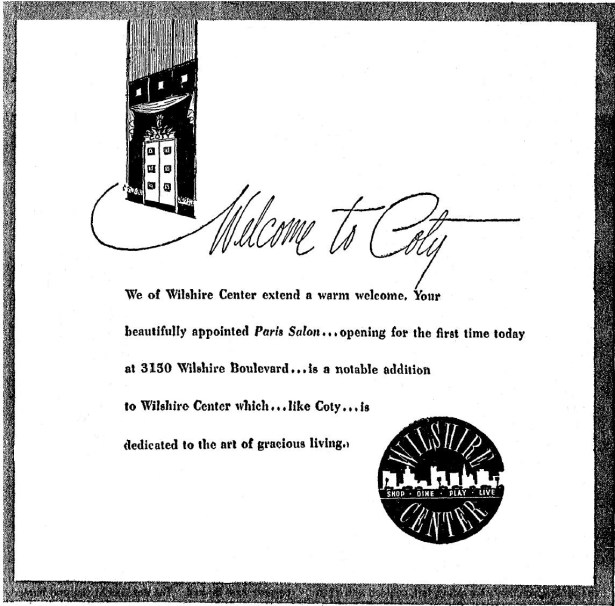 COTY
Welcome to Coty
We of Wilshire Center extend a warm welcome. Your
beautifully appointed Paris Salon...opening for the first time today
at 3150 Wilshire Boulevard...is a notable addition
to Wilshire Center which...like Coty...is
dedicated to the art of gracious living.
WILSHIRE
SHOP · DINE · PLAY · LIVE
CENTER